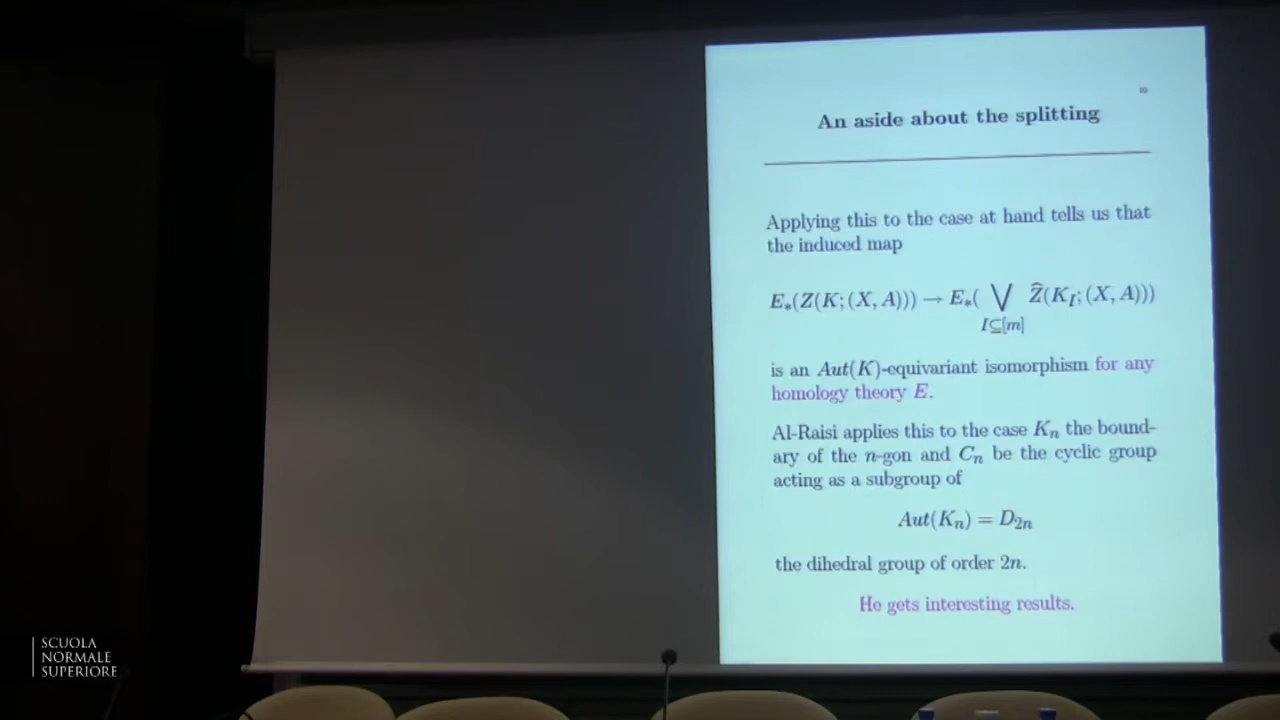 An aside about the splitting
Applying this to the case at hand tells us that
the induced map
E_*(Z(K; (X, A))) → E_*( ⋁ Ẑ(K_I; (X, A)))
I⊆[m]
is an Aut(K)-equivariant isomorphism for any
homology theory E.
Al-Raisi applies this to the case K_n the bound-
ary of the n-gon and C_n be the cyclic group
acting as a subgroup of
Aut(K_n) = D_{2n}
the dihedral group of order 2n.
He gets interesting results.
SCUOLA
NORMALE
SUPERIORE